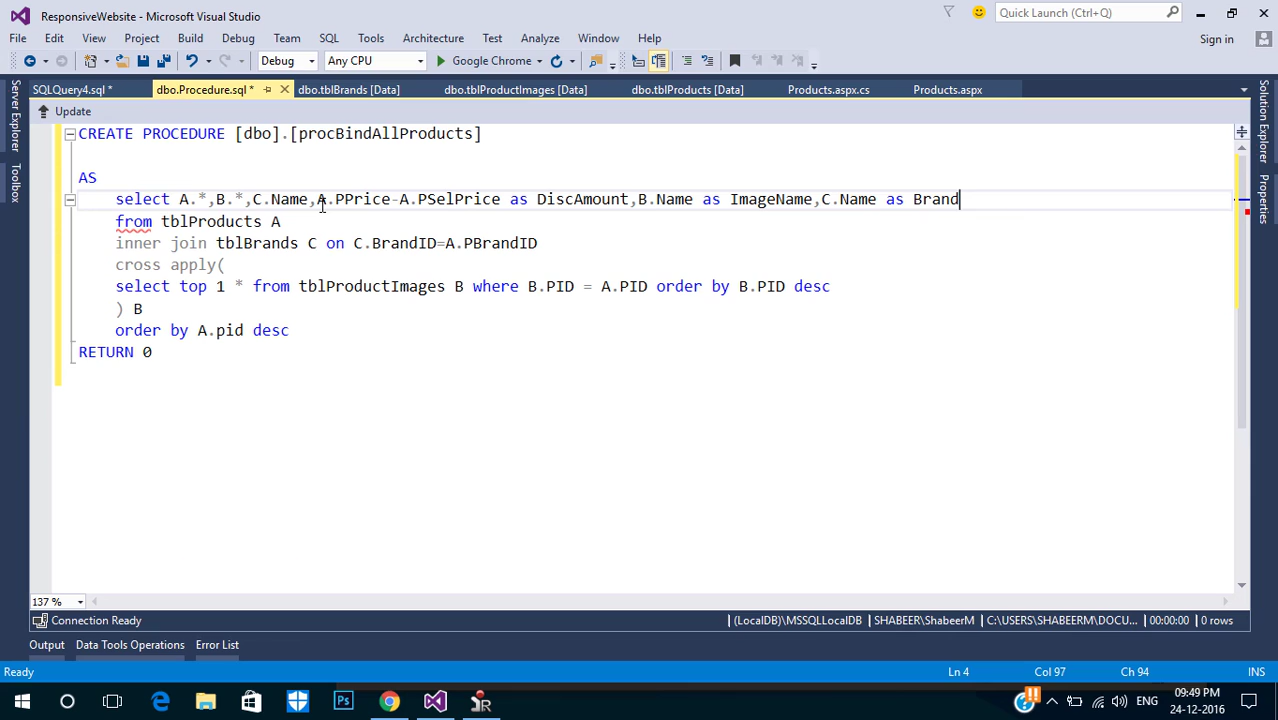 ResponsiveWebsite - Microsoft Visual Studio
Quick Launch (Ctrl+Q)
File Edit View Project Build Debug Team SQL Tools Architecture Test Analyze Window Help
Sign in
Debug Any CPU Google Chrome
SQLQuery4.sql * dbo.Procedure.sql * dbo.tblBrands [Data] dbo.tblProductImages [Data] dbo.tblProducts [Data] Products.aspx.cs Products.aspx
Server Explorer
Toolbox
Solution Explorer
Properties
Update
CREATE PROCEDURE [dbo].[procBindAllProducts]
AS
select A.*,B.*,C.Name,A.PPrice-A.PSelPrice as DiscAmount,B.Name as ImageName,C.Name as Brand
from tblProducts A
inner join tblBrands C on C.BrandID=A.PBrandID
cross apply(
select top 1 * from tblProductImages B where B.PID = A.PID order by B.PID desc
) B
order by A.pid desc
RETURN 0
137 %
Connection Ready (LocalDB)\MSSQLLocalDB SHABEER\ShabeerM C:\USERS\SHABEERM\DOCU... 00:00:00 0 rows
Output Data Tools Operations Error List
Ready Ln 4 Col 97 Ch 94 INS
ENG 09:49 PM
24-12-2016